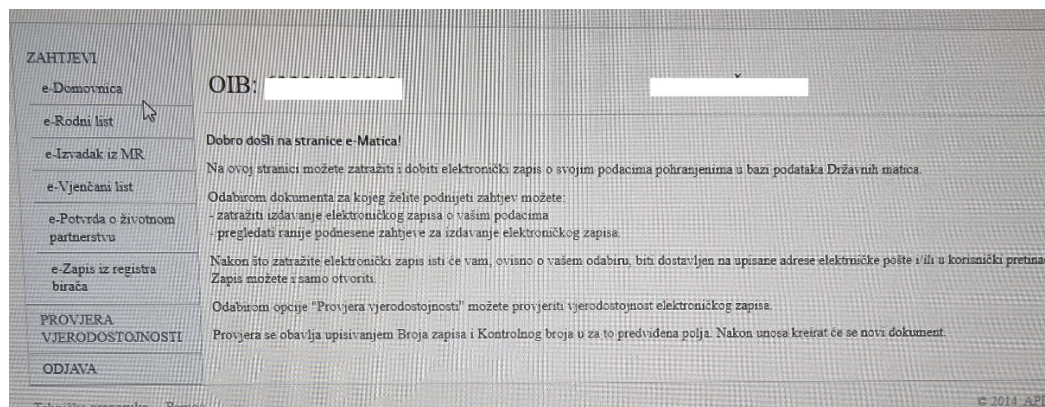 ZAHTJEVI
e-Domovnica
e-Rodni list
e-Izvadak iz MR
e-Vjenčani list
e-Potvrda o životnom
partnerstvu
e-Zapis iz registra
birača
PROVJERA
VJERODOSTOJNOSTI
ODJAVA
OIB:
Dobro došli na stranice e-Matica!
Na ovoj stranici možete zatražiti i dobiti elektronički zapis o svojim podacima pohranjenima u bazi podataka Državnih matica.
Odabirom dokumenta za kojeg želite podnijeti zahtjev možete:
- zatražiti izdavanje elektroničkog zapisa o vašim podacima
- pregledati ranije podnesene zahtjeve za izdavanje elektroničkog zapisa.
Nakon što zatražite elektronički zapis isti će vam, ovisno o vašem odabiru, biti dostavljen na upisane adrese elektrničke pošte i/ili u korisnički pretina
Zapis možete i samo otvoriti.
Odabirom opcije "Provjera vjerodostojnosti" možete provjeriti vjerodostojnost elektroničkog zapisa.
Provjera se obavlja upisivanjem Broja zapisa i Kontrolnog broja u za to predviđena polja. Nakon unosa kreirat će se novi dokument.
© 2014 API